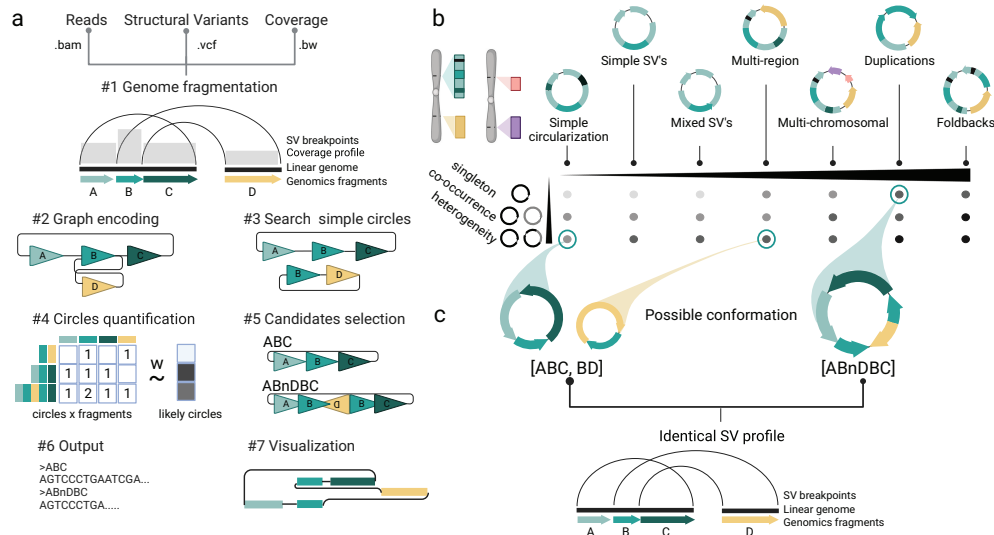 a
Reads Structural Variants Coverage
.bam .vcf .bw
#1 Genome fragmentation
SV breakpoints
Coverage profile
Linear genome
Genomics fragments
A B C D
#2 Graph encoding
A B C
D
#3 Search simple circles
A B C
B D
#4 Circles quantification
1 1
1 1 1
1 2 1 1
W
~
circles x fragments
likely circles
#5 Candidates selection
ABC
A B C
ABnDBC
A B D B C
#6 Output
>ABC
AGTCCCTGAATCGA...
>ABnDBC
AGTCCCTGA.....
#7 Visualization
b
Simple SV's
Multi-region
Duplications
Simple
circularization
Mixed SV's
Multi-chromosomal
Foldbacks
singleton
co-occurrence
heterogeneity
c
Possible conformation
[ABC, BD]
[ABnDBC]
Identical SV profile
SV breakpoints
Linear genome
Genomics fragments
A B C D